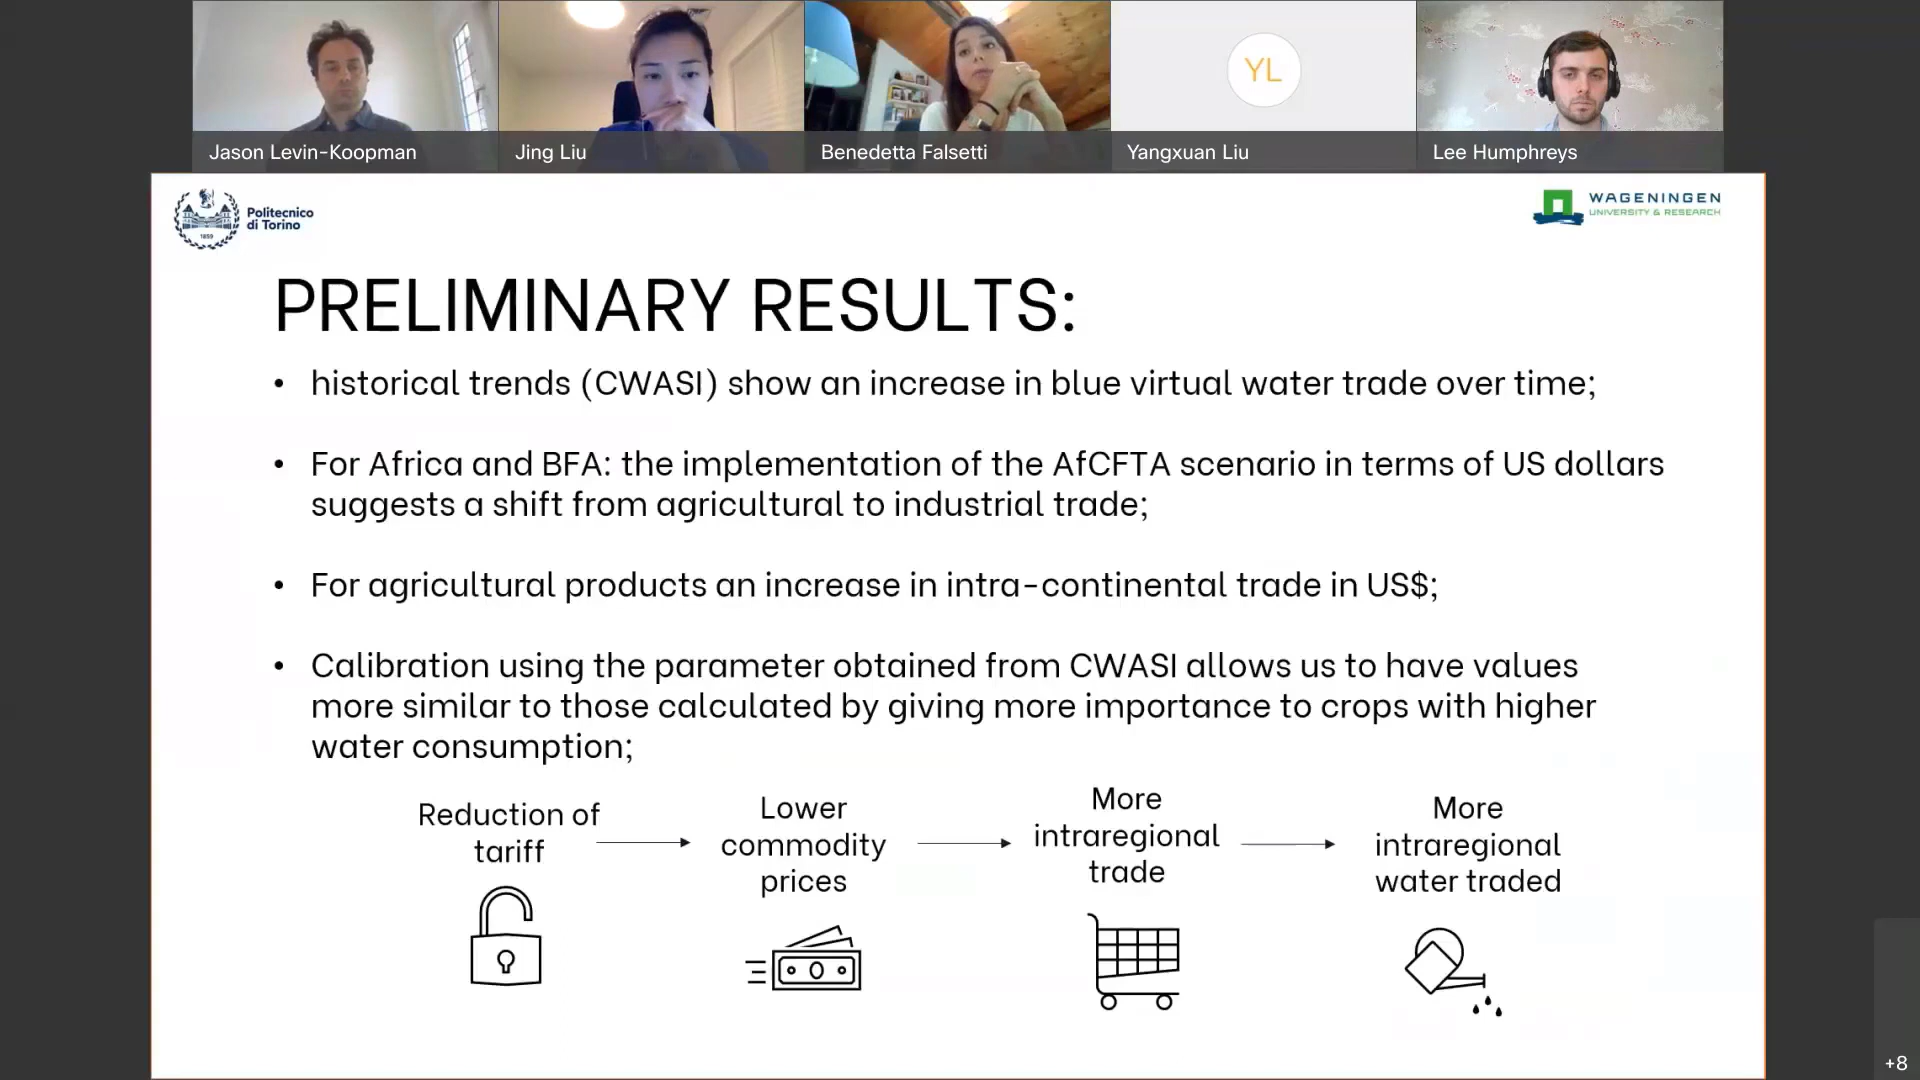 YL
Jason Levin-Koopman
Jing Liu
Benedetta Falsetti
Yangxuan Liu
Lee Humphreys
Politecnico
di Torino
1859
WAGENINGEN
UNIVERSITY & RESEARCH
PRELIMINARY RESULTS:
• historical trends (CWASI) show an increase in blue virtual water trade over time;
• For Africa and BFA: the implementation of the AfCFTA scenario in terms of US dollars
suggests a shift from agricultural to industrial trade;
• For agricultural products an increase in intra-continental trade in US$;
• Calibration using the parameter obtained from CWASI allows us to have values
more similar to those calculated by giving more importance to crops with higher
water consumption;
Reduction of
tariff
Lower
commodity
prices
More
intraregional
trade
More
intraregional
water traded
+8